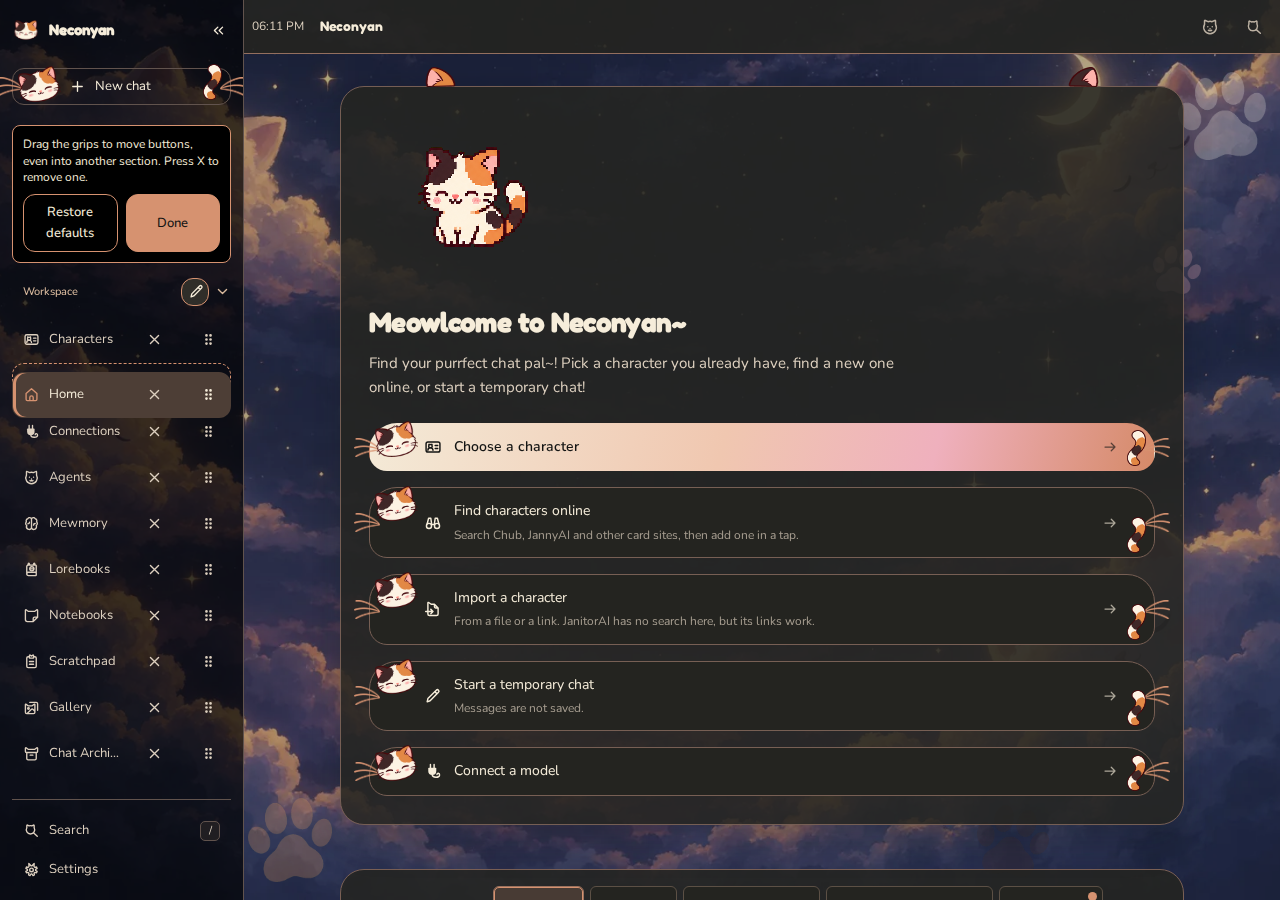 Neconyan
New chat
Drag the grips to move buttons,
even into another section. Press X to
remove one.
Restore
defaults
Done
Workspace
Characters
Home
Connections
Agents
Mewmory
Lorebooks
Notebooks
Scratchpad
Gallery
Chat Archi...
Search
/
Settings
06:11 PM
Neconyan
Meowlcome to Neconyan~
Find your purrfect chat pal~! Pick a character you already have, find a new one
online, or start a temporary chat!
Choose a character
Find characters online
Search Chub, JannyAI and other card sites, then add one in a tap.
Import a character
From a file or a link. JanitorAI has no search here, but its links work.
Start a temporary chat
Messages are not saved.
Connect a model